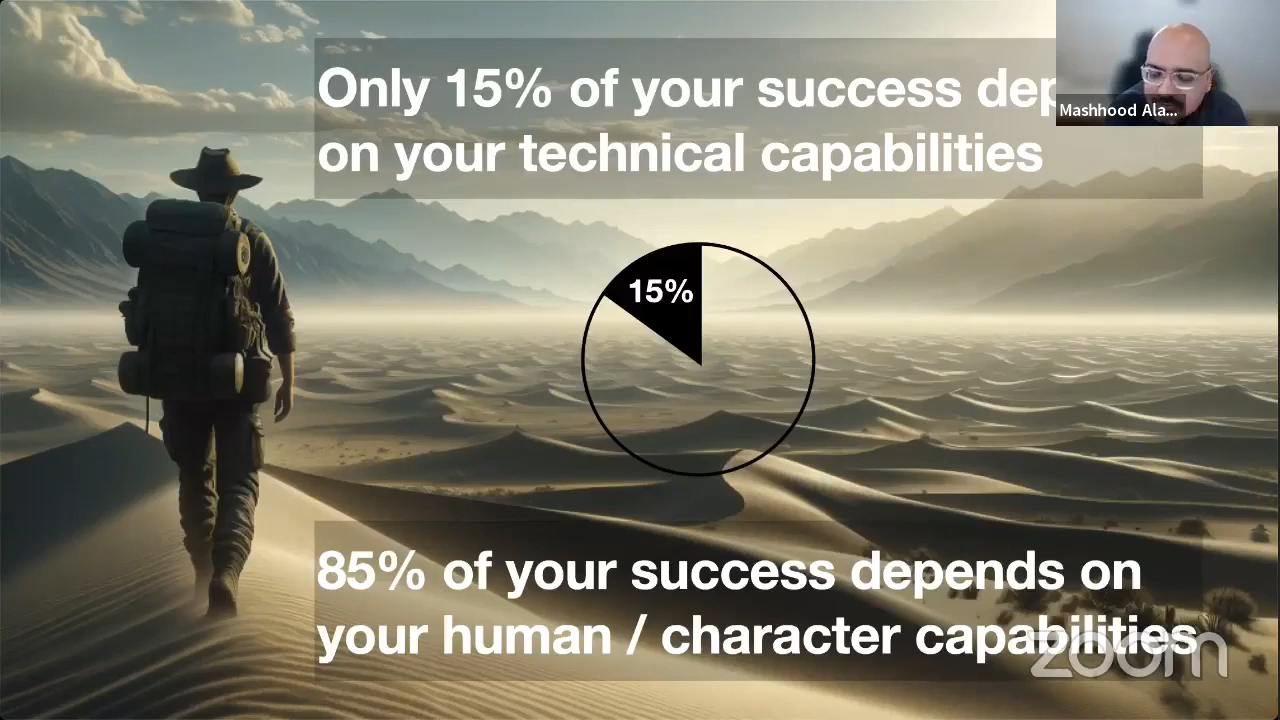 Only 15% of your success dep
on your technical capabilities
Mashhood Ala...
15%
85% of your success depends on
your human / character capabilities
zoom